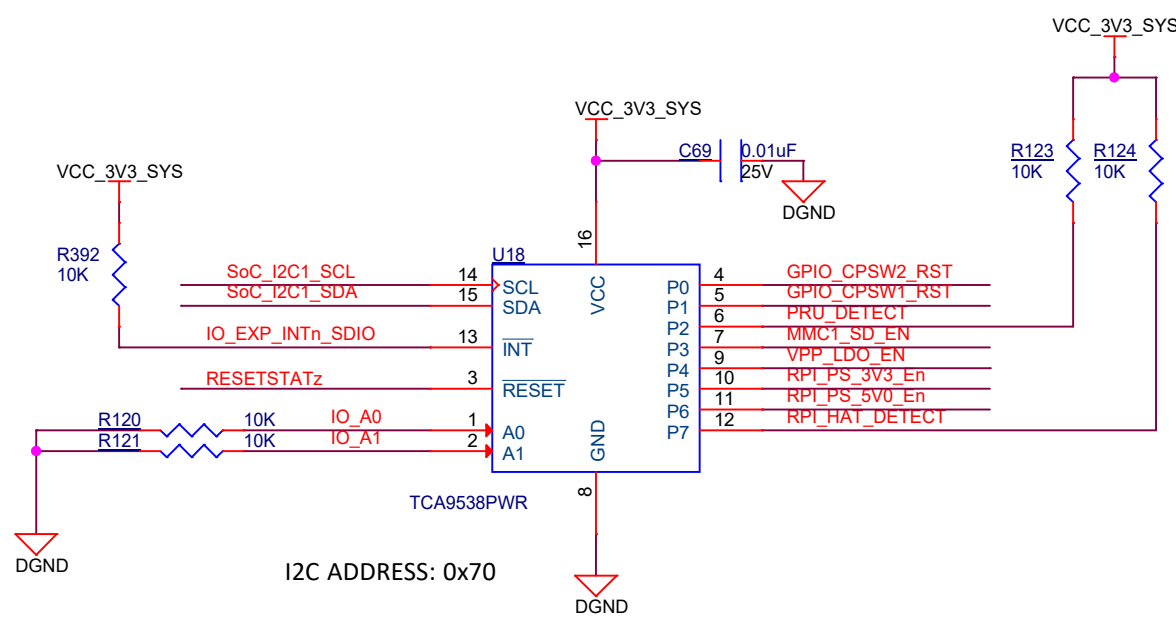 VCC_3V3_SYS
VCC_3V3_SYS
C69 0.01uF
25V
DGND
R123
10K
R124
10K
VCC_3V3_SYS
R392
10K
16
U18
SoC_I2C1_SCL 14 SCL
SoC_I2C1_SDA 15 SDA
IO_EXP_INTn_SDIO 13 INT
RESETSTATz 3 RESET
R120 10K IO_A0 1 A0
R121 10K IO_A1 2 A1
VCC
GND
P0 4 GPIO_CPSW2_RST
P1 5 GPIO_CPSW1_RST
P2 6 PRU_DETECT
P3 7 MMC1_SD_EN
P4 9 VPP_LDO_EN
P5 10 RPI_PS_3V3_En
P6 11 RPI_PS_5V0_En
P7 12 RPI_HAT_DETECT
8
TCA9538PWR
DGND
I2C ADDRESS: 0x70
DGND